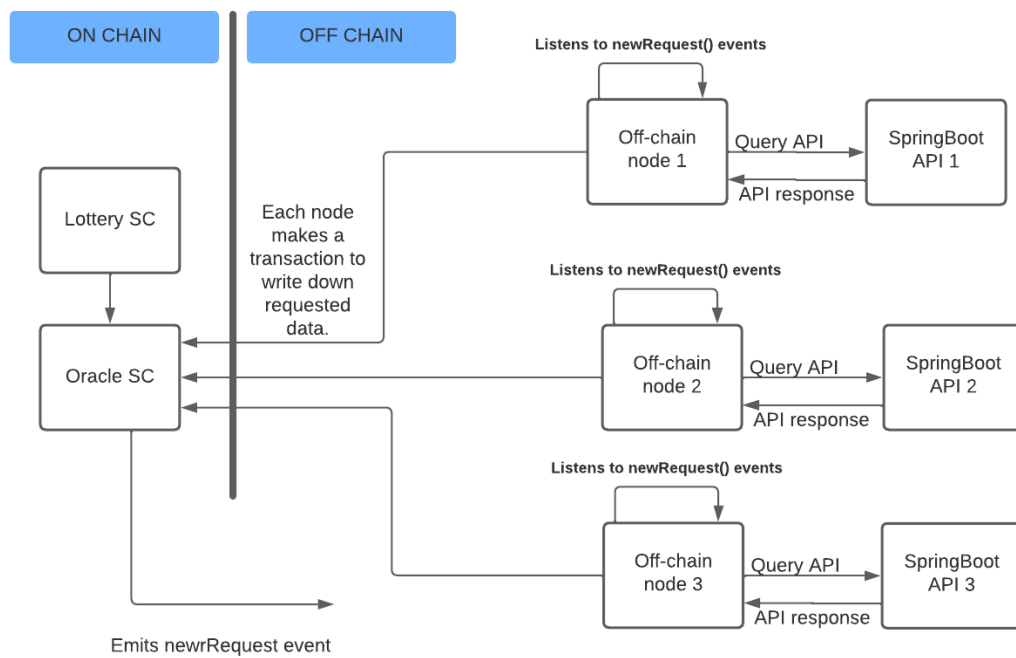 ON CHAIN
OFF CHAIN
Lottery SC
Oracle SC
Each node
makes a
transaction to
write down
requested
data.
Emits newrRequest event
Listens to newRequest() events
Off-chain
node 1
Query API
API response
SpringBoot
API 1
Listens to newRequest() events
Off-chain
node 2
Query API
API response
SpringBoot
API 2
Listens to newRequest() events
Off-chain
node 3
Query API
API response
SpringBoot
API 3